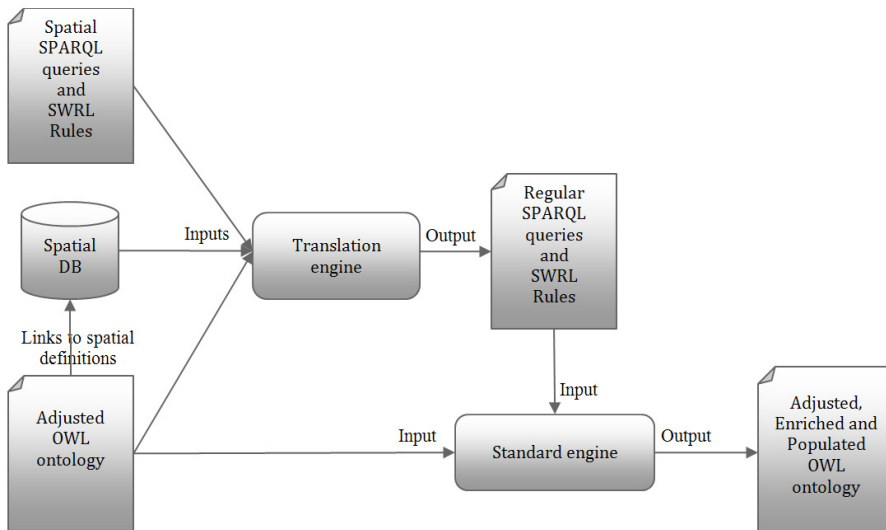 Spatial
SPARQL
queries
and
SWRL
Rules
Spatial
DB
Inputs
Translation
engine
Output
Regular
SPARQL
queries
and
SWRL
Rules
Links to spatial
definitions
Adjusted
OWL
ontology
Input
Input
Standard engine
Output
Adjusted,
Enriched and
Populated
OWL
ontology